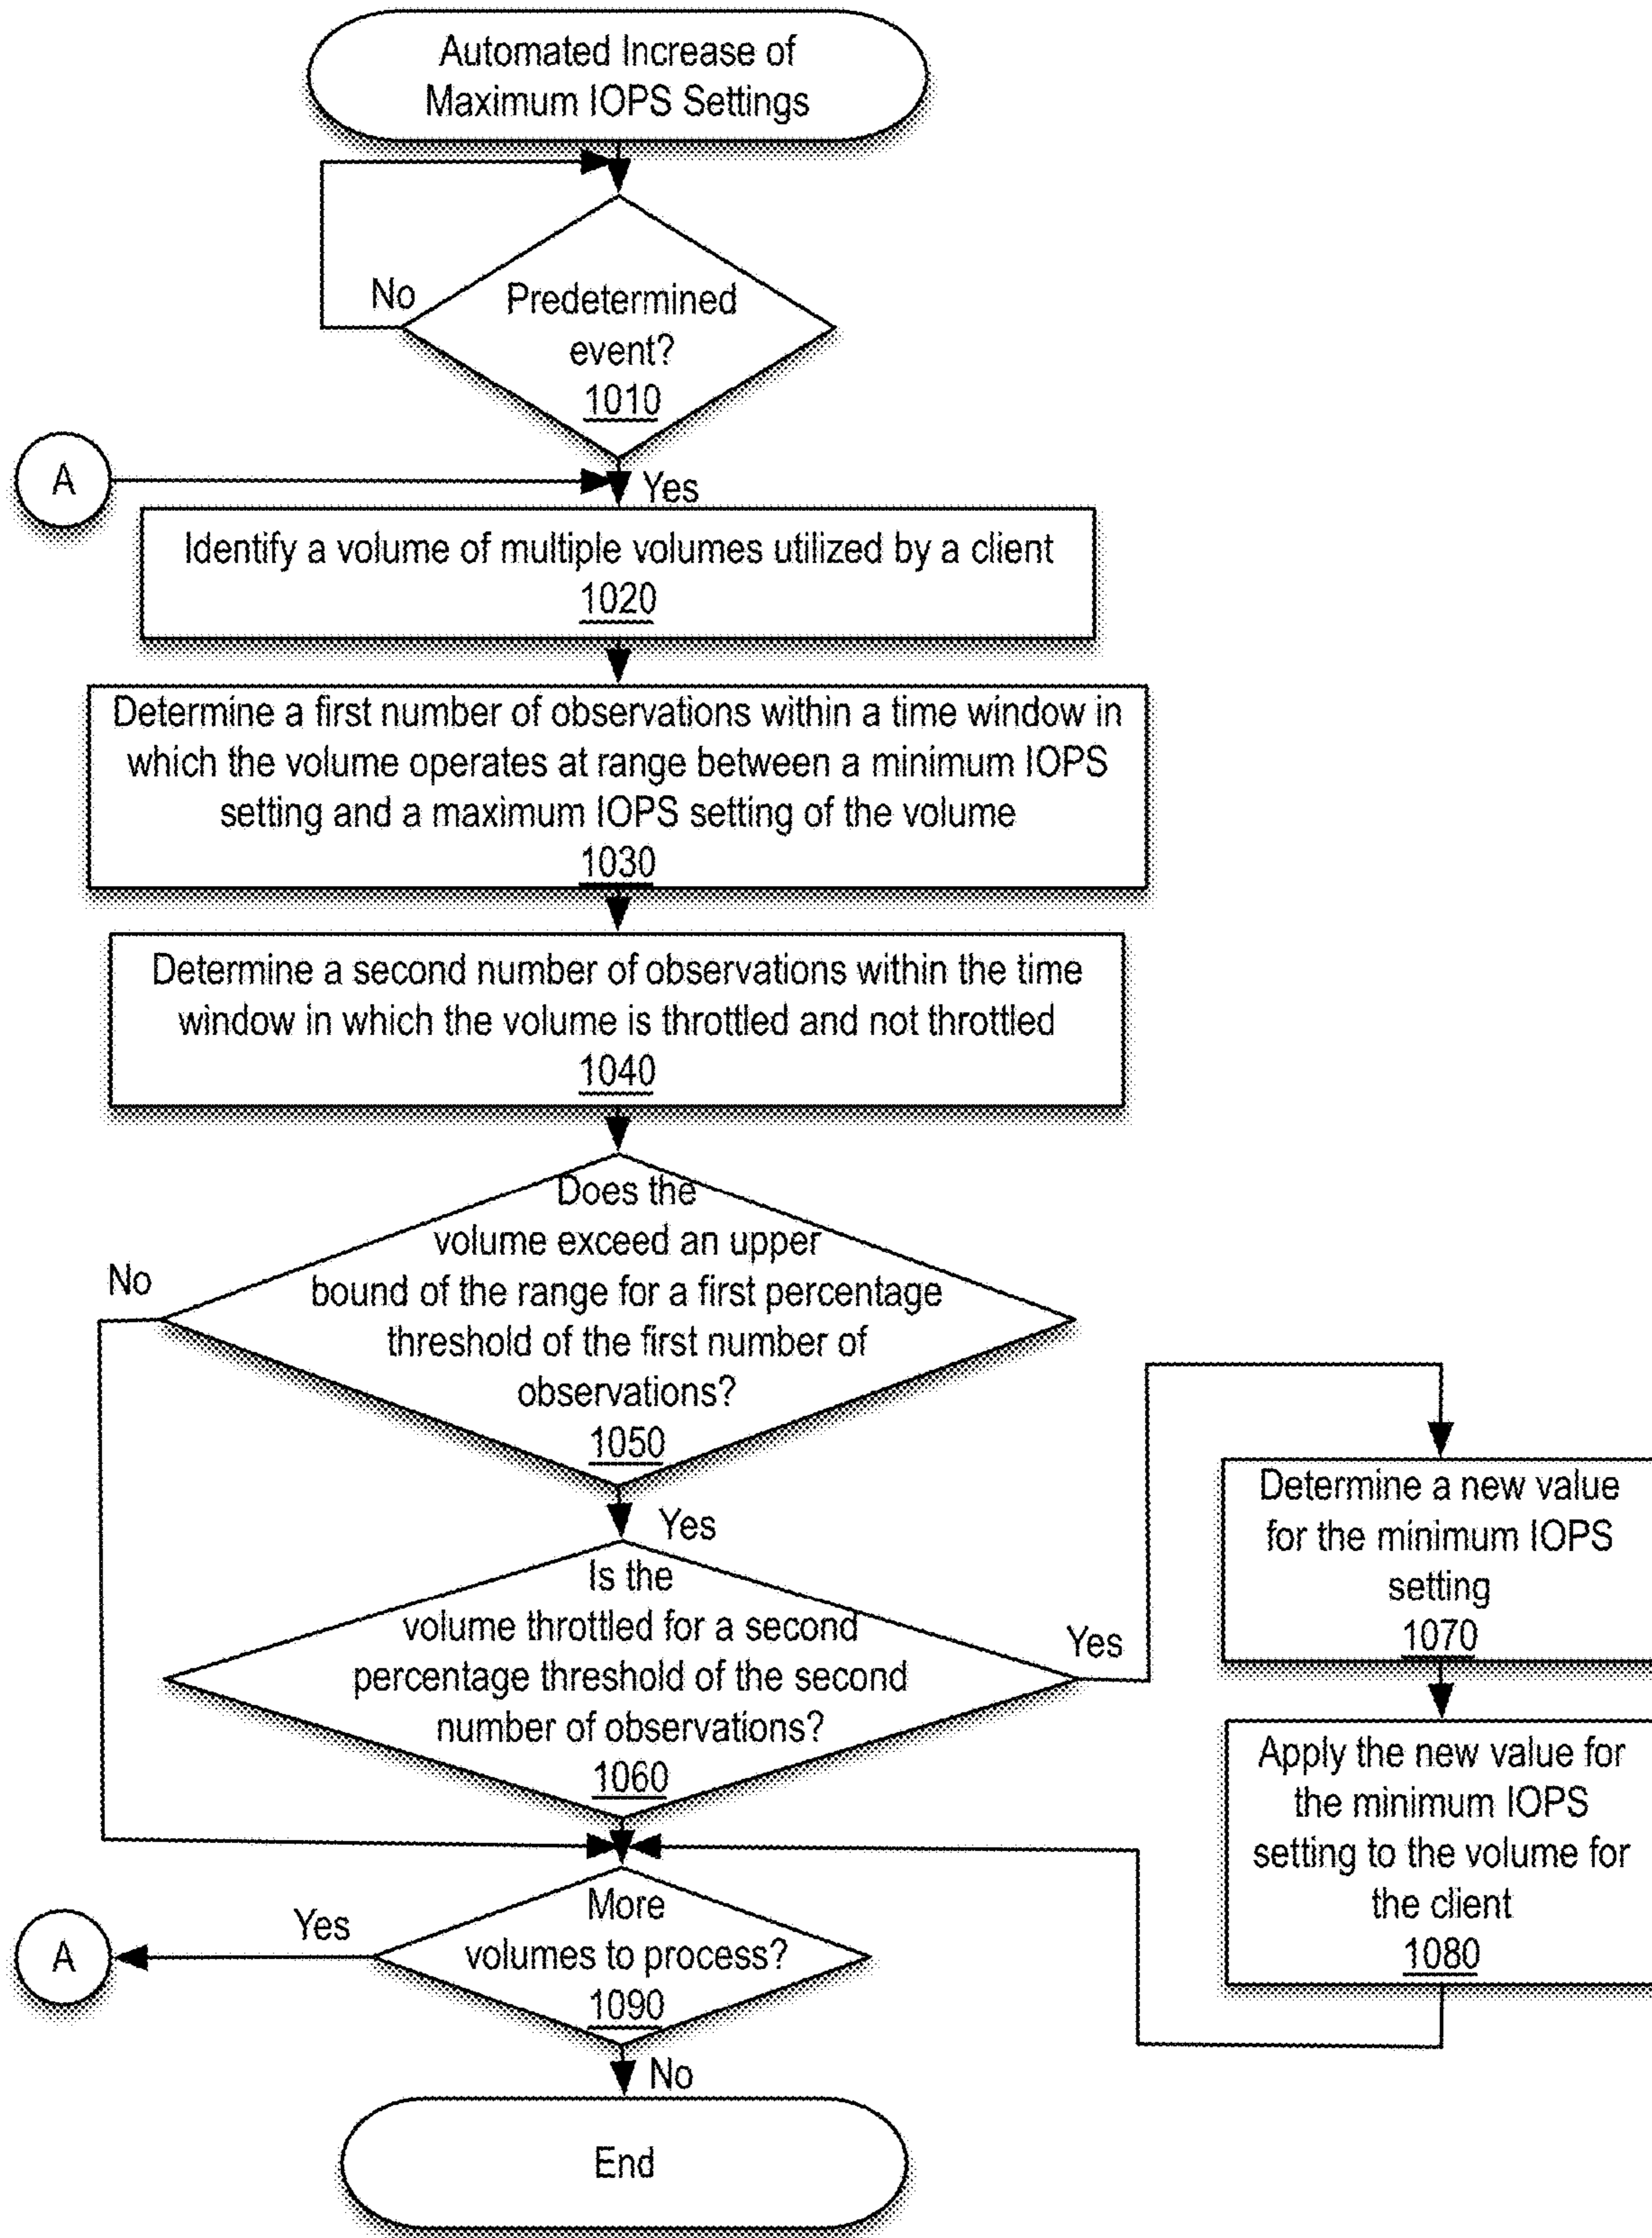 Automated Increase of
Maximum IOPS Settings
No
Predetermined
event?
1010
A
Yes
Identify a volume of multiple volumes utilized by a client
1020
Determine a first number of observations within a time window in
which the volume operates at range between a minimum IOPS
setting and a maximum IOPS setting of the volume
1030
Determine a second number of observations within the time
window in which the volume is throttled and not throttled
1040
Does the
volume exceed an upper
bound of the range for a first percentage
threshold of the first number of
observations?
1050
No
Yes
Is the
volume throttled for a second
percentage threshold of the second
number of observations?
1060
Yes
Determine a new value
for the minimum IOPS
setting
1070
Apply the new value for
the minimum IOPS
setting to the volume for
the client
1080
More
volumes to process?
1090
Yes
A
No
End